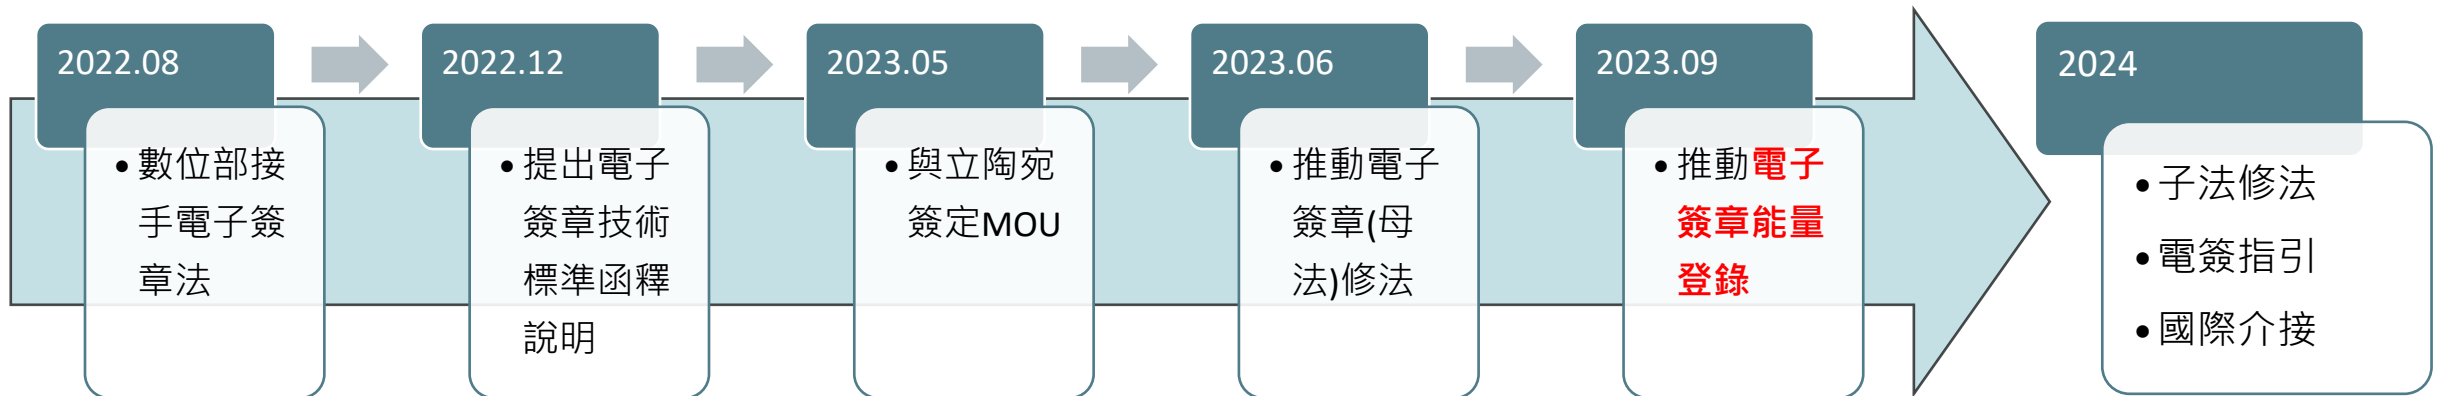 2022.08
•數位部接
手電子簽
章法
2022.12
•提出電子
簽章技術
標準函釋
說明
2023.05
•與立陶宛
簽定MOU
2023.06
•推動電子
簽章(母
法)修法
2023.09
•推動電子
簽章能量
登錄
2024
•子法修法
•電簽指引
•國際介接